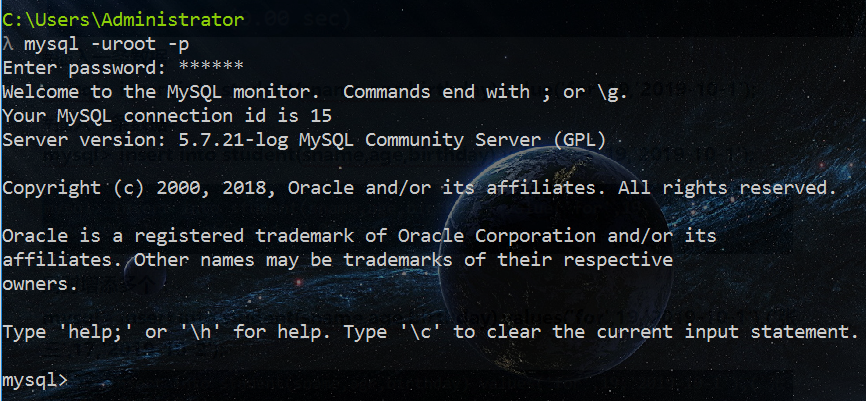 C:\Users\Administrator
λ mysql -uroot -p
Enter password: ******
Welcome to the MySQL monitor.  Commands end with ; or \g.
Your MySQL connection id is 15
Server version: 5.7.21-log MySQL Community Server (GPL)
Copyright (c) 2000, 2018, Oracle and/or its affiliates. All rights reserved.
Oracle is a registered trademark of Oracle Corporation and/or its
affiliates. Other names may be trademarks of their respective
owners.
Type 'help;' or '\h' for help. Type '\c' to clear the current input statement.
mysql>